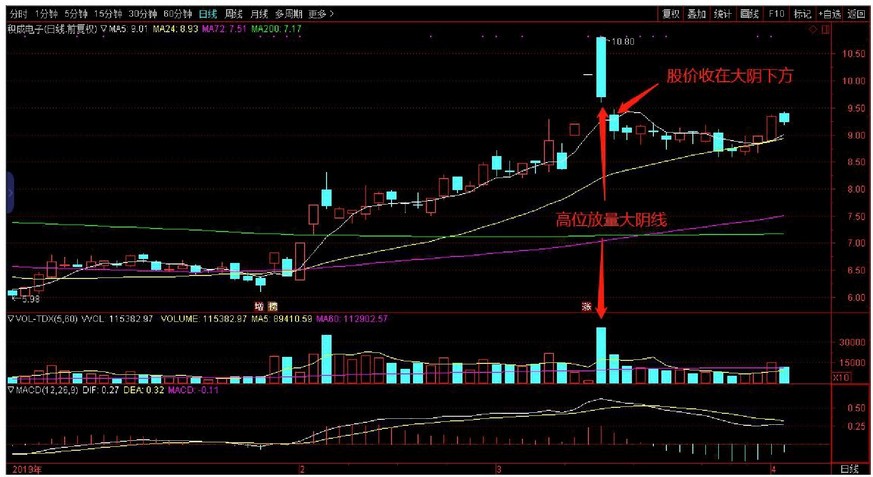 分时 1分钟 5分钟 15分钟 30分钟 60分钟 日线 周线 月线 多周期 更多> 复权 叠加 统计 画线 F10 标记 +自选 返回
积成电子(日线.前复权) ▽MA5: 9.01 MA24: 8.93 MA72: 7.51 MA200: 7.17
10.80
10.50
股价收在大阴下方
10.00
9.50
9.00
8.50
8.00
高位放量大阴线
7.50
7.00
6.50
5.98
增 榜 涨
6.00
▽VOL-TDX(5,60) VVOL: 115382.97 VOLUME: 115382.97 MA5: 89410.59 MA60: 112902.57
30000
15000
X10
▽MACD(12,26,9) DIF: 0.27 DEA: 0.32 MACD: -0.11
0.50
0.25
2019年 2 3 4 日线